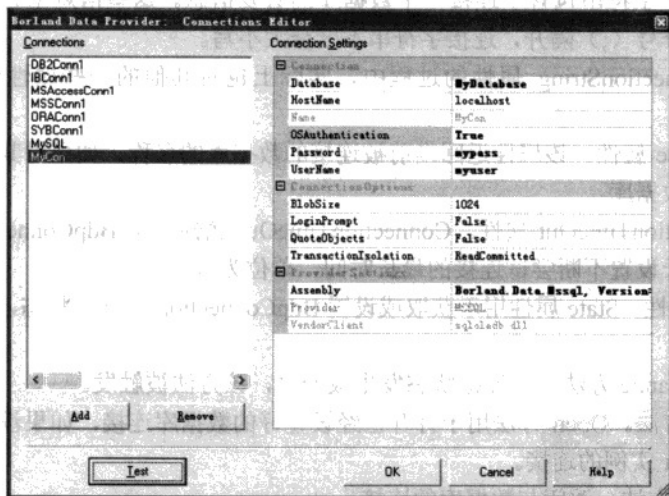 Borland Data Provider: Connections Editor
Connections
DB2Conn1
IBConn1
MSAccessConn1
MSSConn1
ORAConn1
SYBConn1
MySQL
MyCon
Add
Remove
Connection Settings
Connection
Database MyDatabase
HostName localhost
Name MyCon
OSAuthentication True
Password mypass
UserName myuser
ConnectionOptions
BlobSize 1024
LoginPrompt False
QuoteObjects False
TransactionIsolation ReadCommitted
Provider Settings
Assembly Borland.Data.Mssql, Version=
Provider MSSQL
VendorClient sqloledb.dll
Test
OK
Cancel
Help